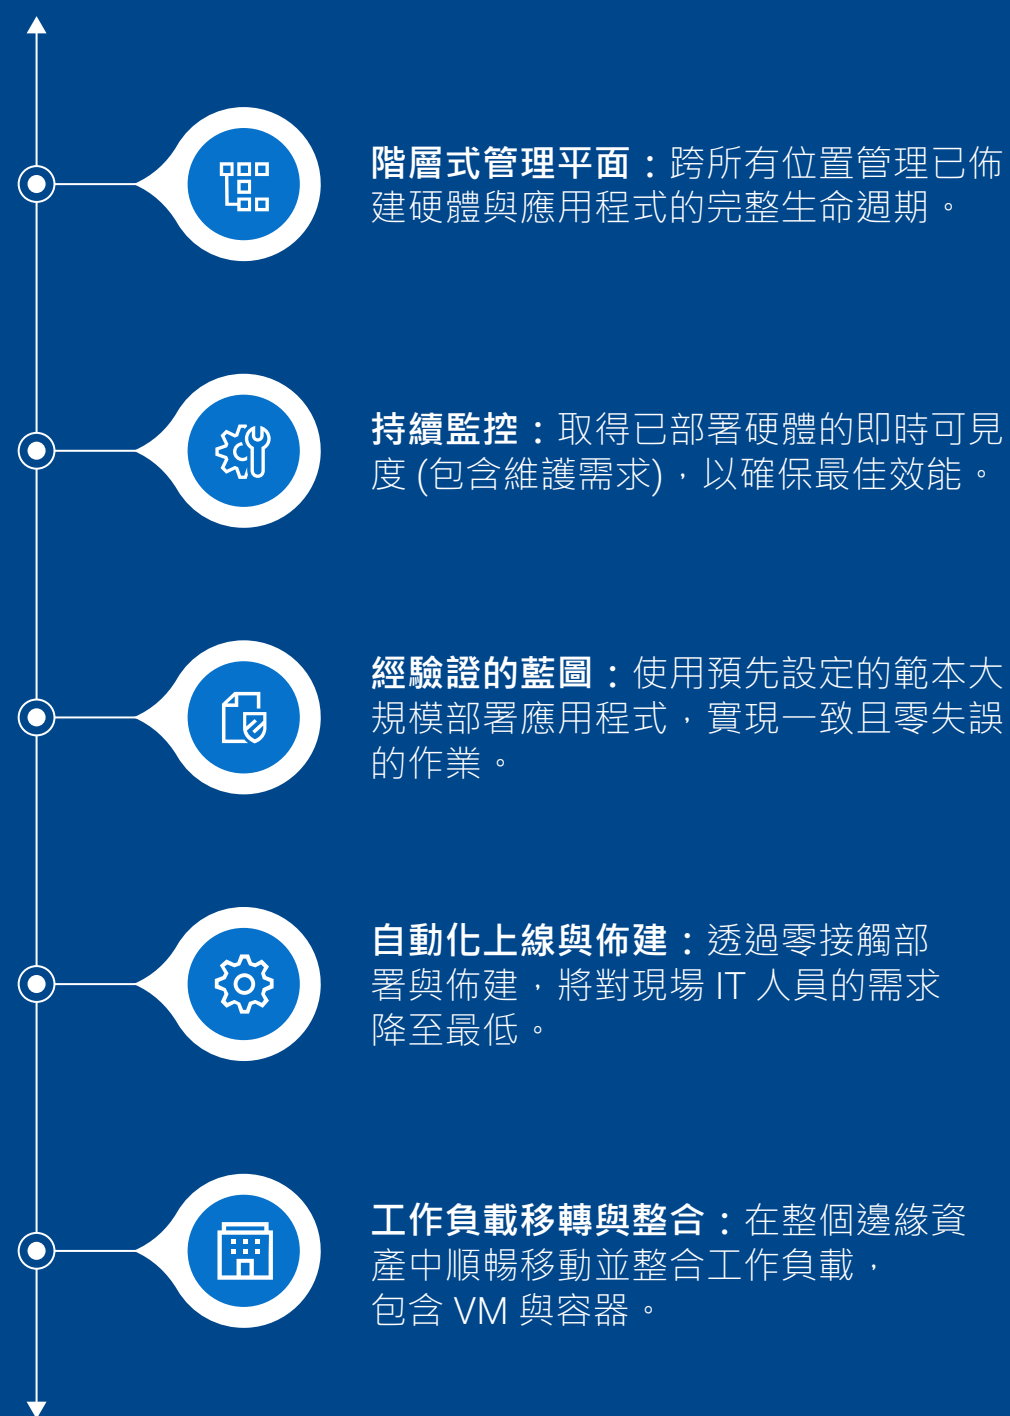 階層式管理平面：跨所有位置管理已佈
建硬體與應用程式的完整生命週期。
持續監控：取得已部署硬體的即時可見
度 (包含維護需求)，以確保最佳效能。
經驗證的藍圖：使用預先設定的範本大
規模部署應用程式，實現一致且零失誤
的作業。
自動化上線與佈建：透過零接觸部
署與佈建，將對現場 IT 人員的需求
降至最低。
工作負載移轉與整合：在整個邊緣資
產中順暢移動並整合工作負載，
包含 VM 與容器。